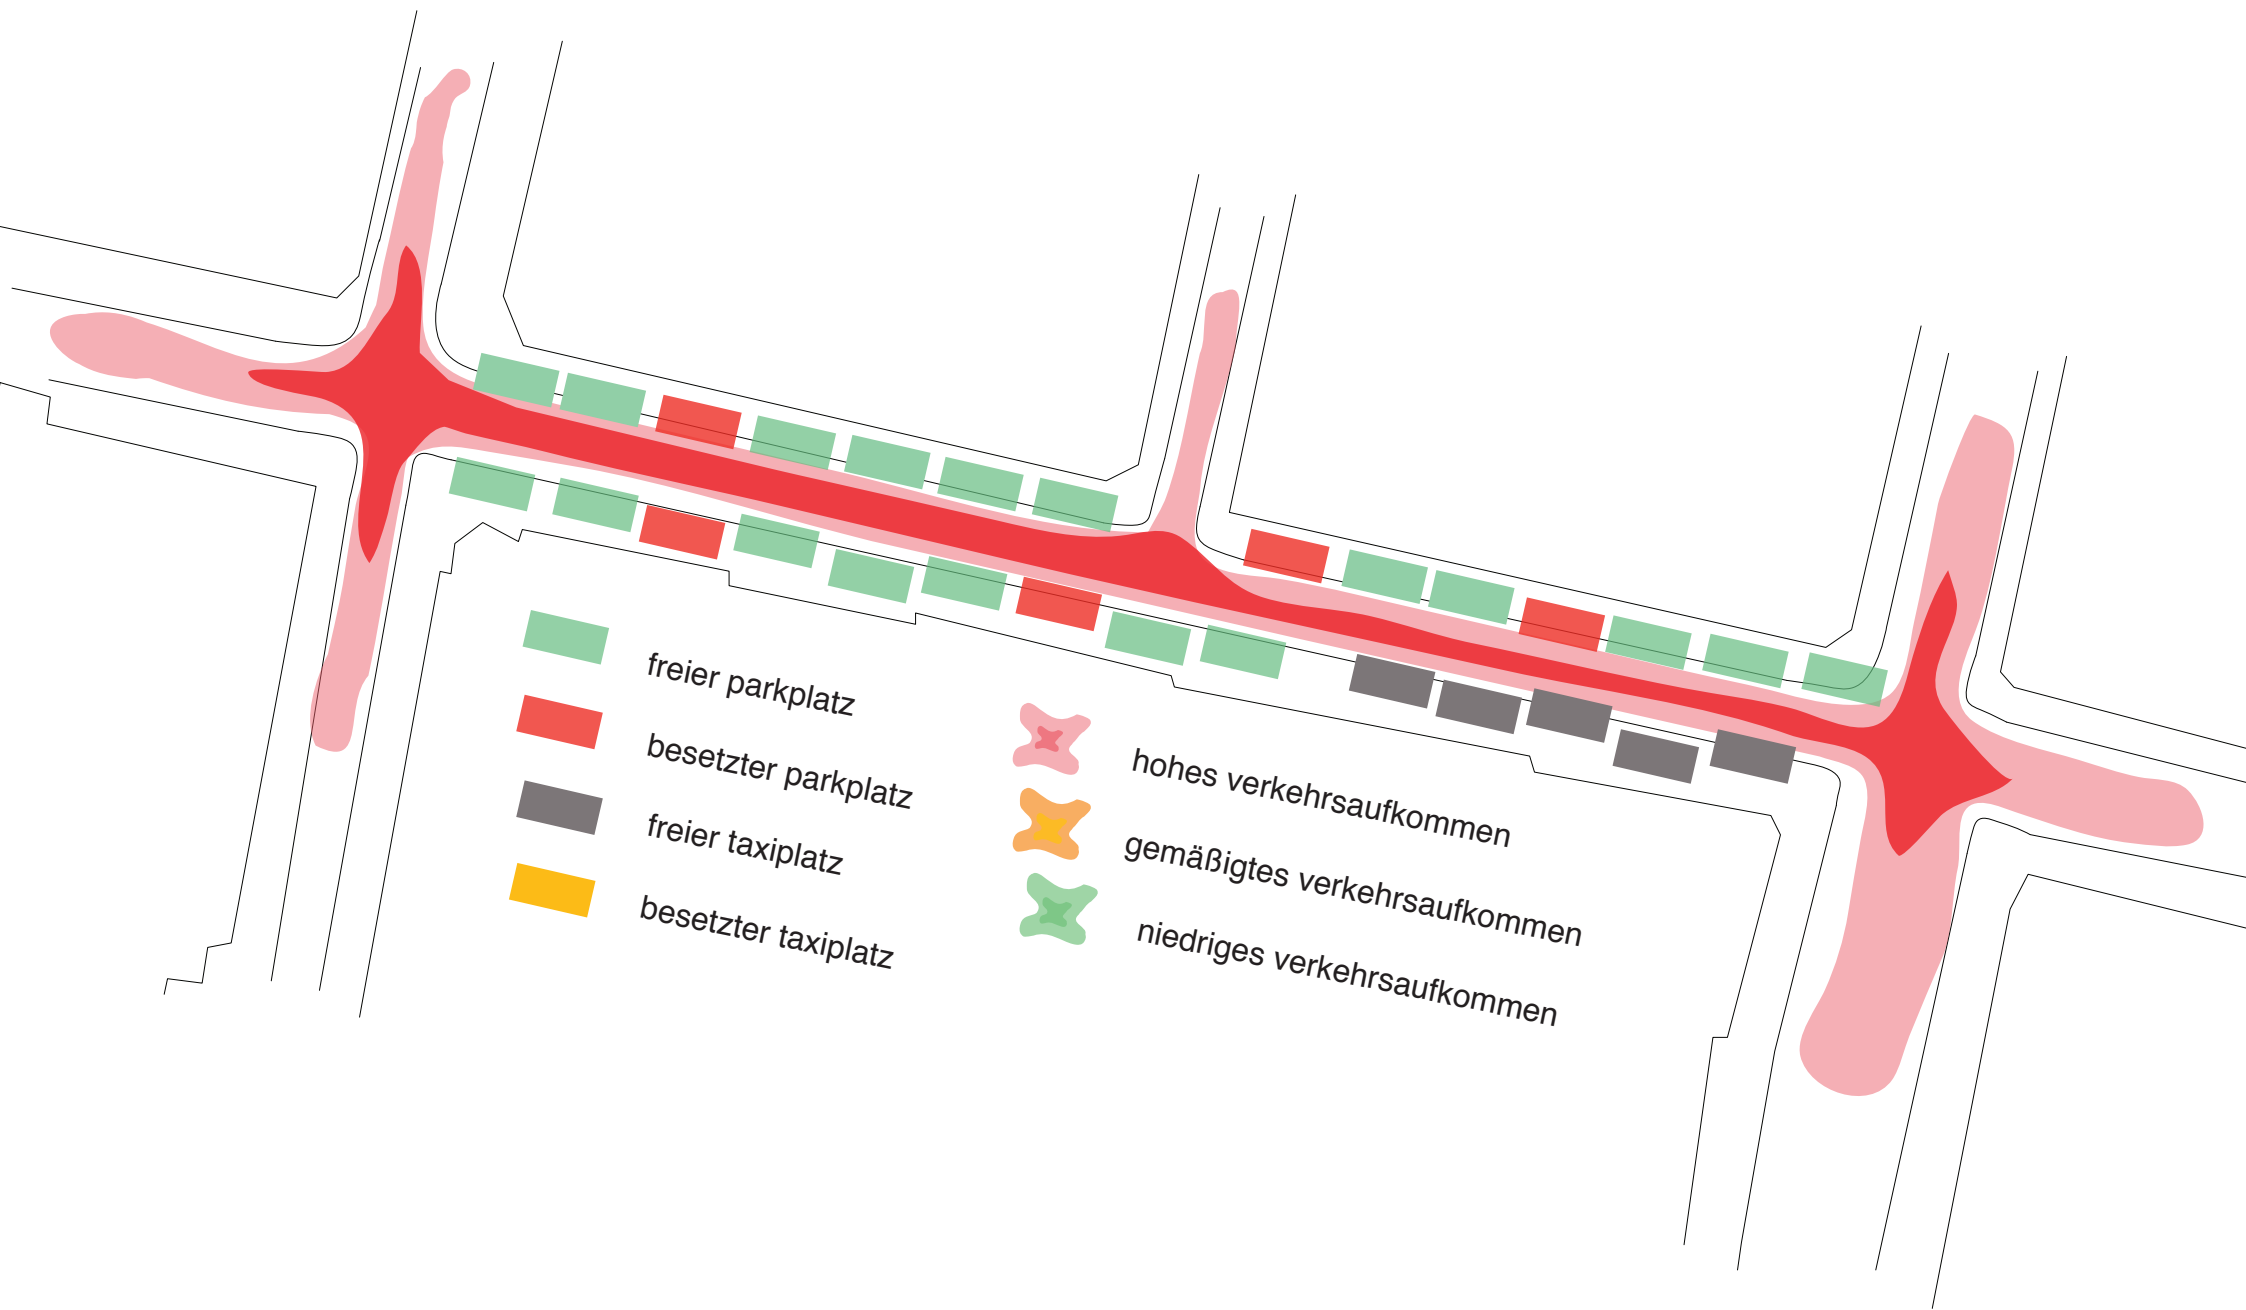 freier parkplatz
besetzter parkplatz
freier taxiplatz
besetzter taxiplatz
hohes verkehrsaufkommen
gemäßigtes verkehrsaufkommen
niedriges verkehrsaufkommen